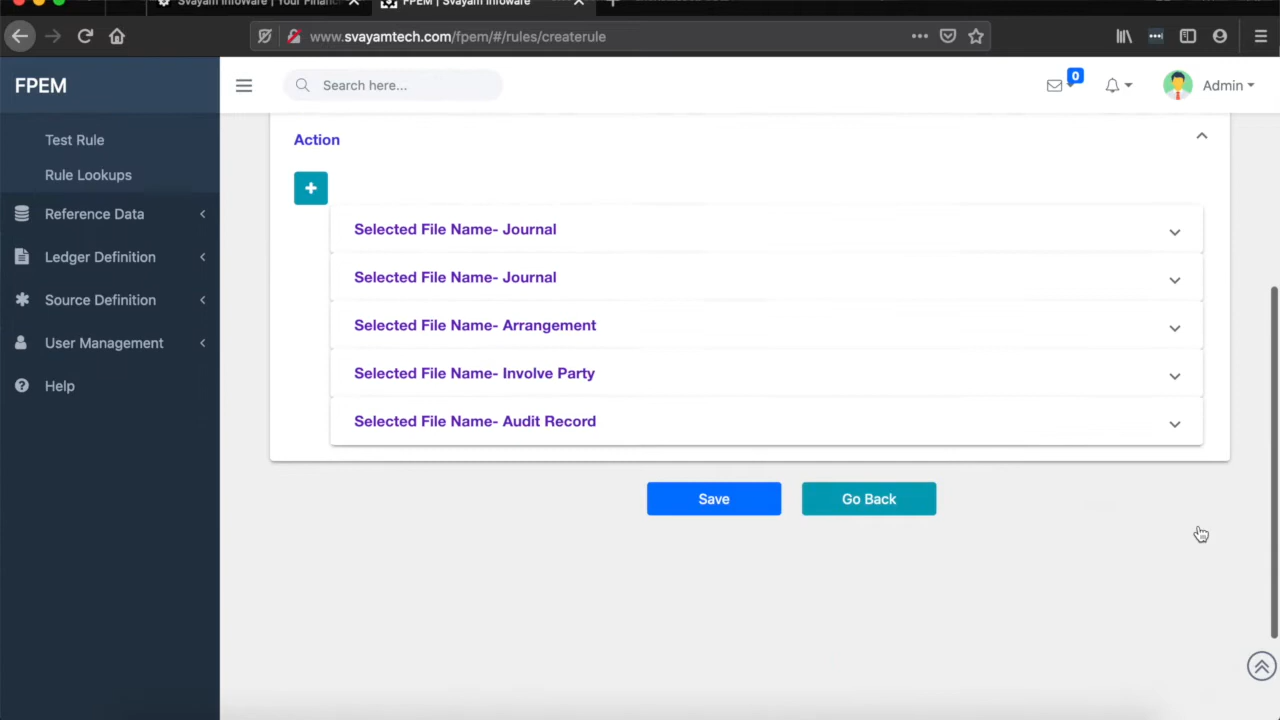 Svayam InfoWare | Your Financ
FPEM | Svayam InfoWare
www.svayamtech.com/fpem/#/rules/createrule
FPEM
Search here...
0
Admin
Test Rule
Rule Lookups
Reference Data
Ledger Definition
Source Definition
User Management
Help
Action
Selected File Name- Journal
Selected File Name- Journal
Selected File Name- Arrangement
Selected File Name- Involve Party
Selected File Name- Audit Record
Save
Go Back